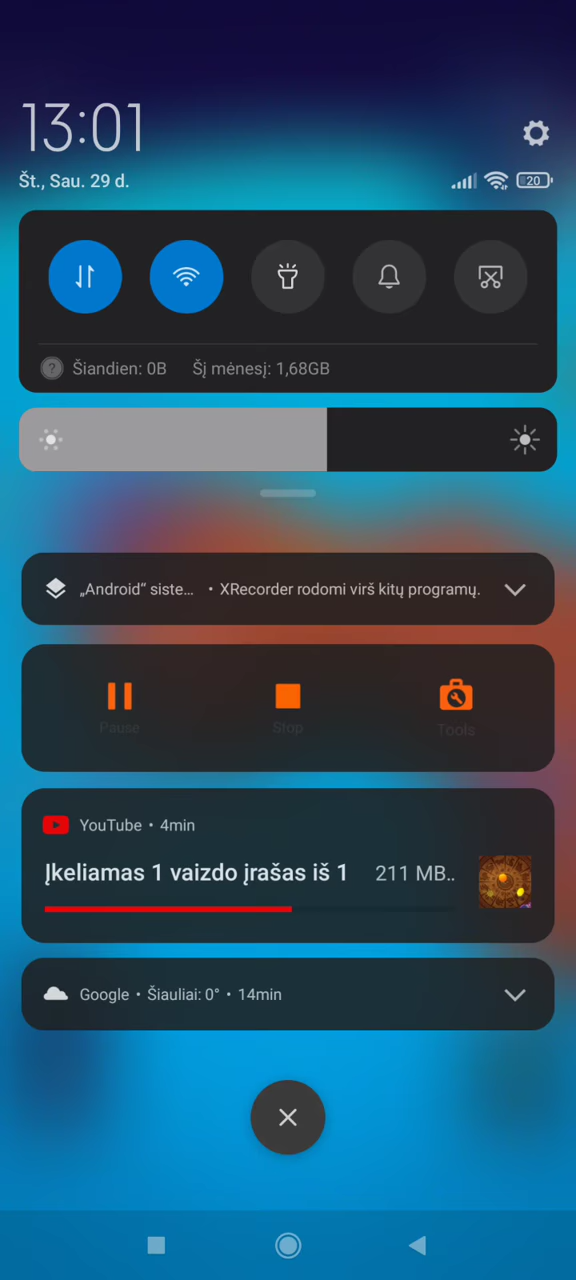 13:01
Št., Sau. 29 d.
20
Šiandien: 0B Šį mėnesį: 1,68GB
„Android“ siste... • XRecorder rodomi virš kitų programų.
Pause Stop Tools
YouTube • 4min
Įkeliamas 1 vaizdo įrašas iš 1 211 MB..
Google • Šiauliai: 0° • 14min